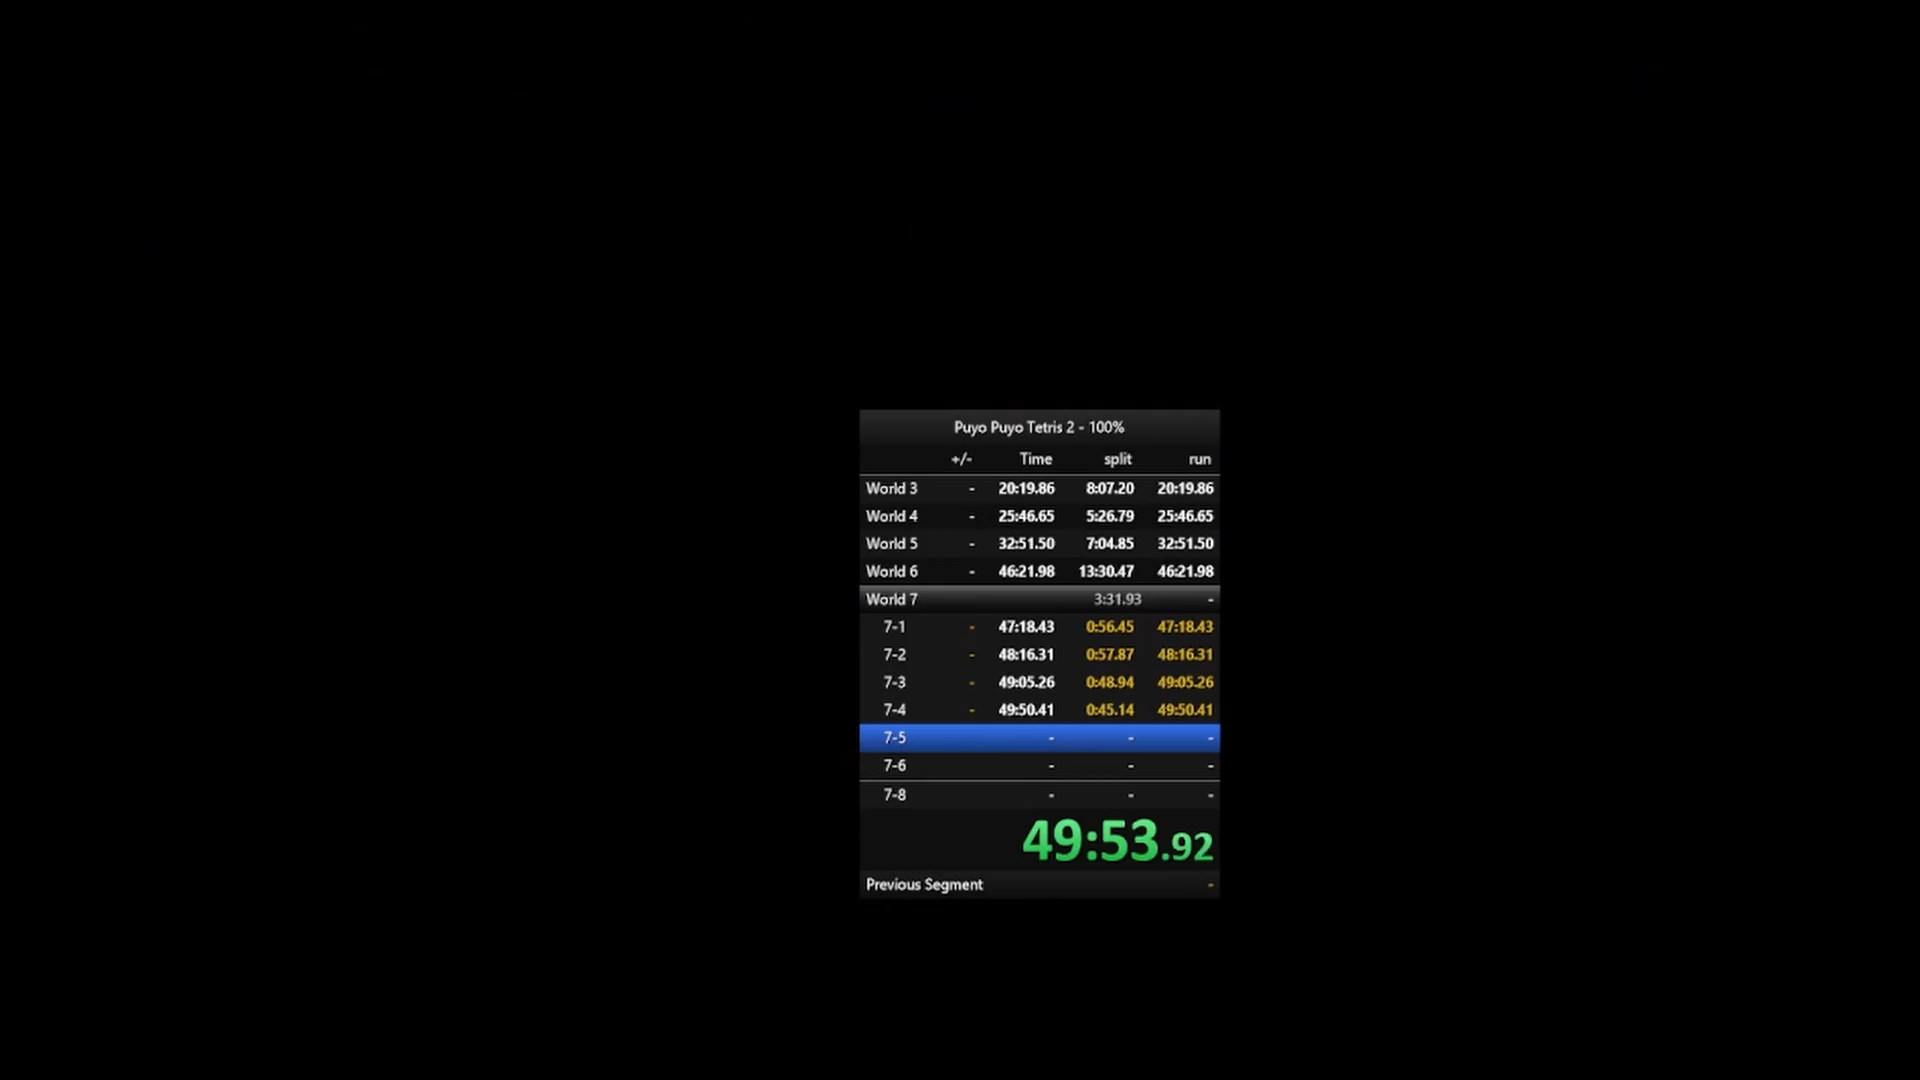 Puyo Puyo Tetris 2 - 100%
+/- Time split run
World 3 - 20:19.86 8:07.20 20:19.86
World 4 - 25:46.65 5:26.79 25:46.65
World 5 - 32:51.50 7:04.85 32:51.50
World 6 - 46:21.98 13:30.47 46:21.98
World 7 3:31.93 -
7-1 - 47:18.43 0:56.45 47:18.43
7-2 - 48:16.31 0:57.87 48:16.31
7-3 - 49:05.26 0:48.94 49:05.26
7-4 - 49:50.41 0:45.14 49:50.41
7-5 - - -
7-6 - - -
7-8 - - -
49:53.92
Previous Segment -